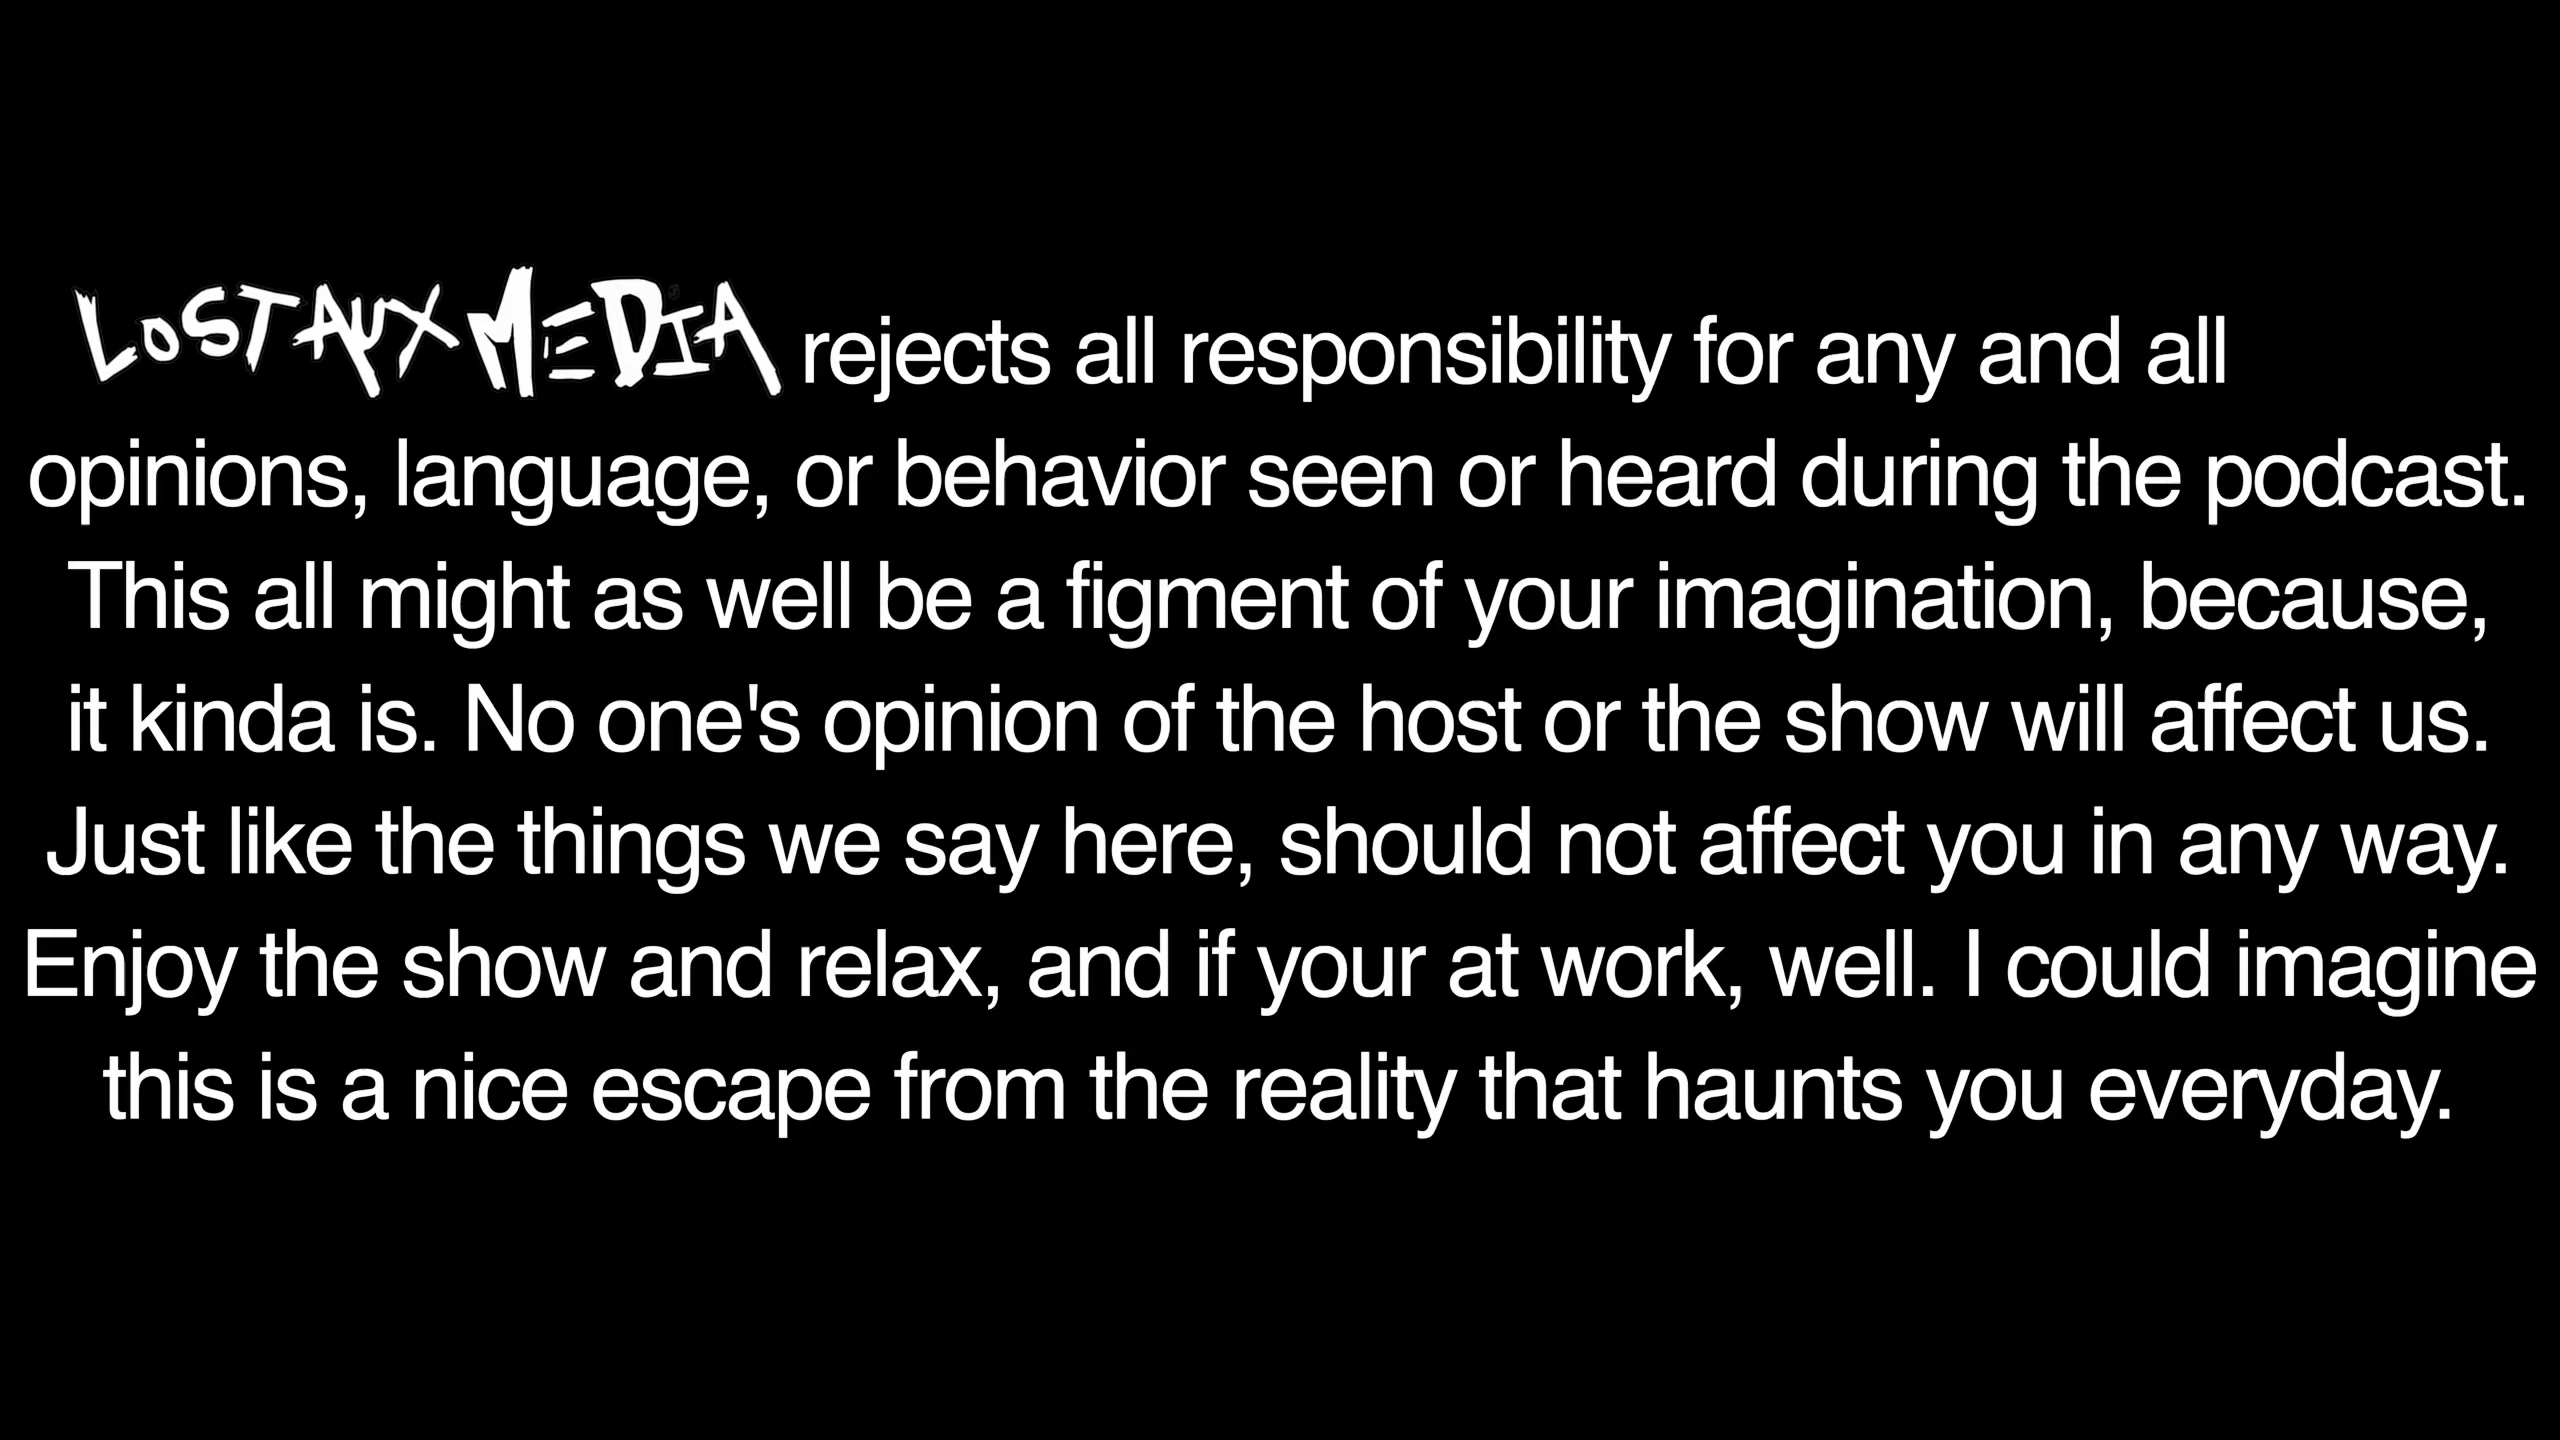 LOST AUX MEDIA rejects all responsibility for any and all
opinions, language, or behavior seen or heard during the podcast.
This all might as well be a figment of your imagination, because,
it kinda is. No one's opinion of the host or the show will affect us.
Just like the things we say here, should not affect you in any way.
Enjoy the show and relax, and if your at work, well. I could imagine
this is a nice escape from the reality that haunts you everyday.